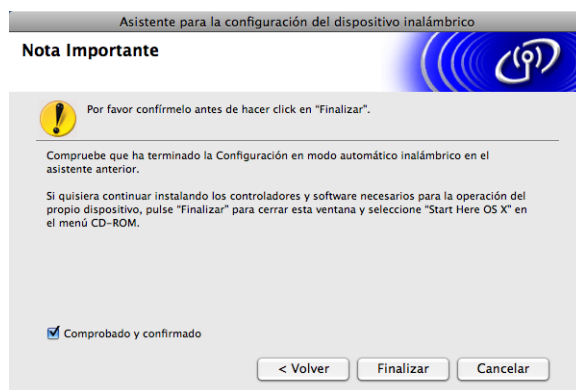 Asistente para la configuración del dispositivo inalámbrico
Nota Importante
Por favor confírmelo antes de hacer click en "Finalizar".
Compruebe que ha terminado la Configuración en modo automático inalámbrico en el
asistente anterior.
Si quisiera continuar instalando los controladores y software necesarios para la operación del
propio dispositivo, pulse "Finalizar" para cerrar esta ventana y seleccione "Start Here OS X" en
el menú CD-ROM.
Comprobado y confirmado
< Volver
Finalizar
Cancelar